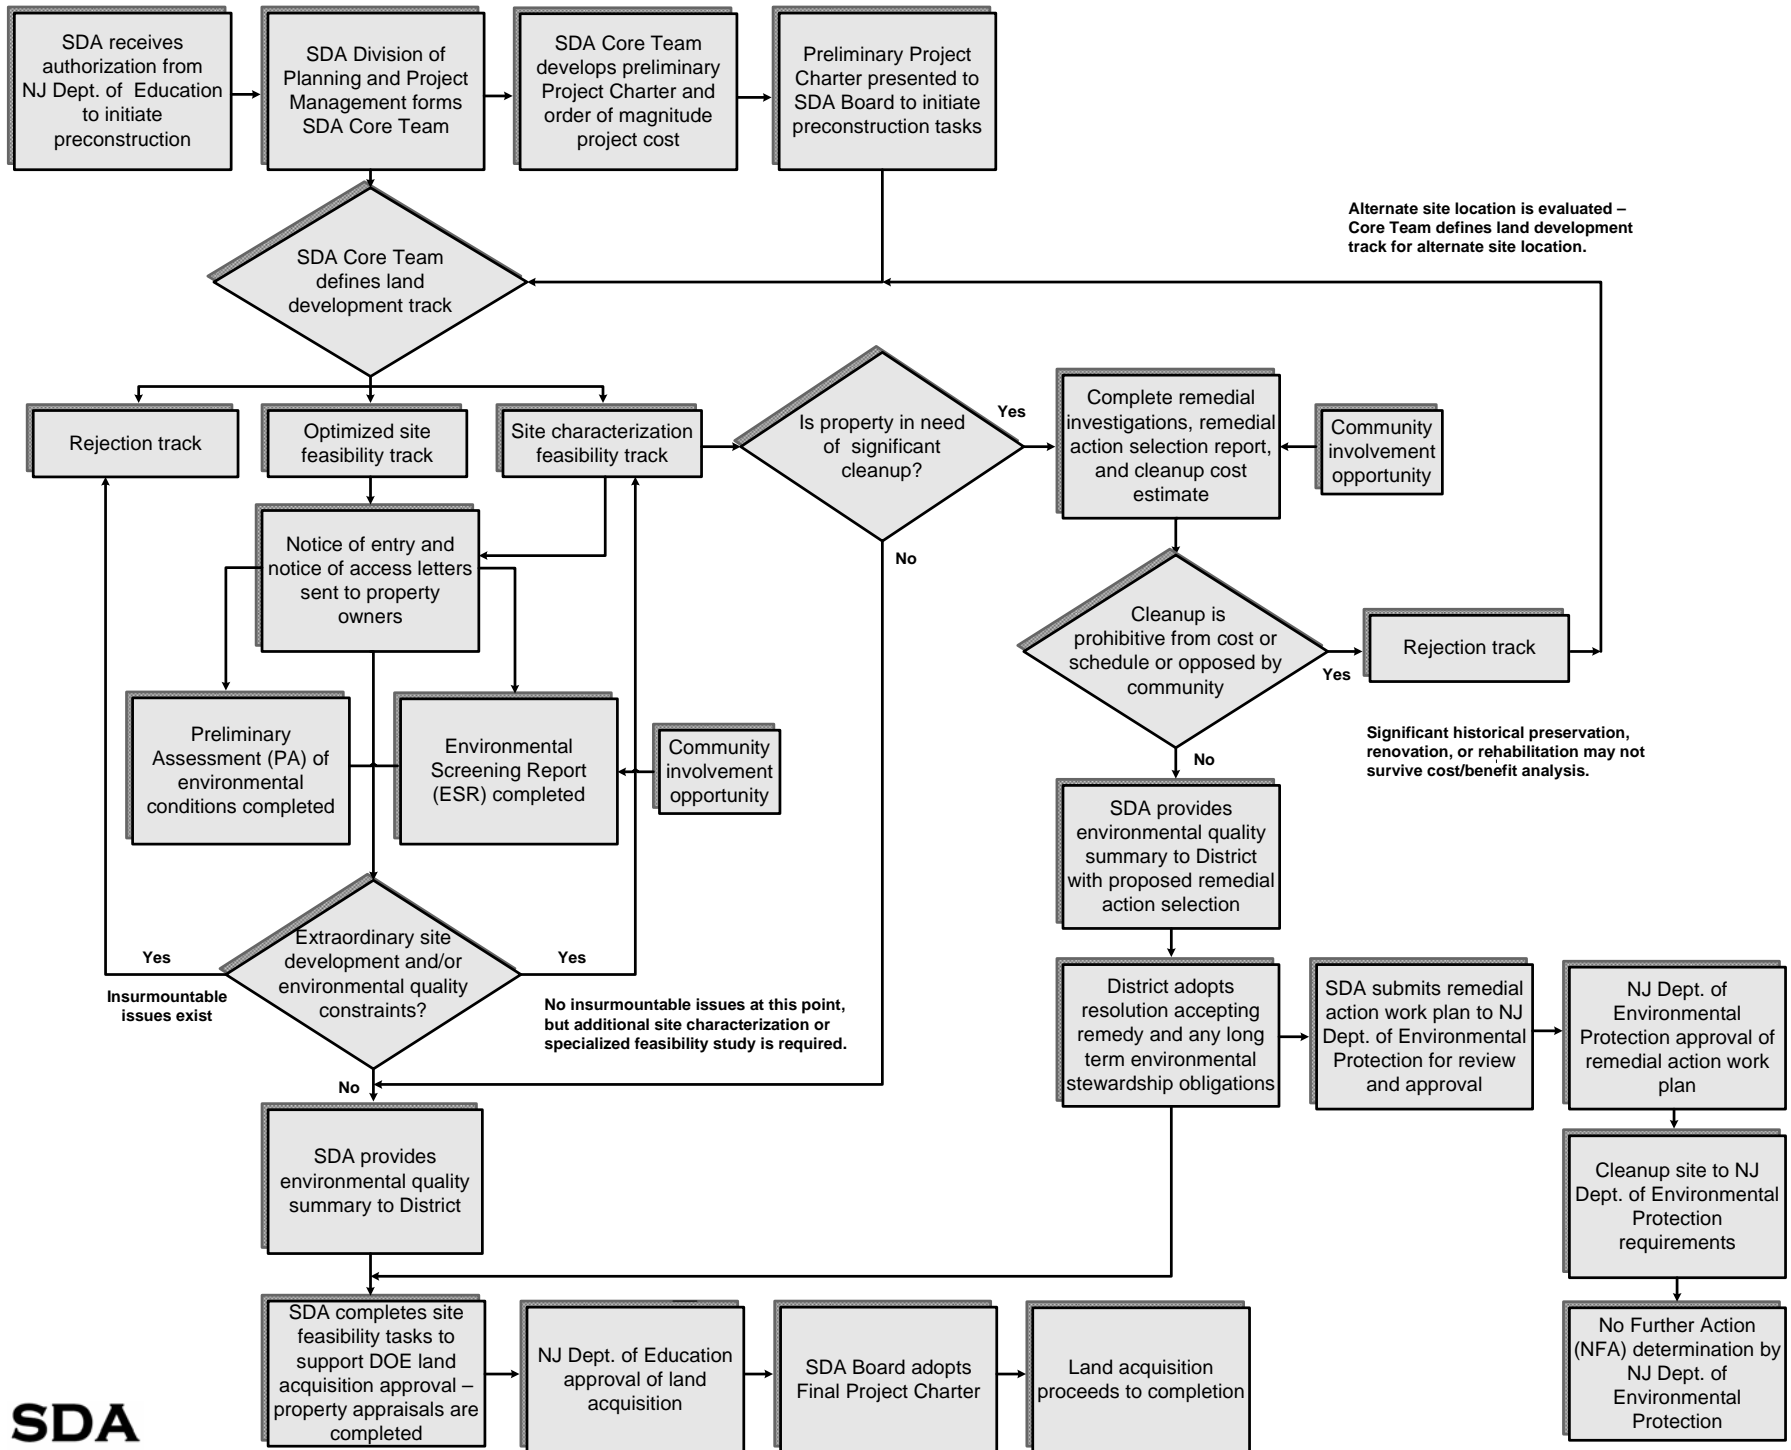 SDA receives
authorization from
NJ Dept. of Education
to initiate
preconstruction
SDA Division of
Planning and Project
Management forms
SDA Core Team
SDA Core Team
develops preliminary
Project Charter and
order of magnitude
project cost
Preliminary Project
Charter presented to
SDA Board to initiate
preconstruction tasks
Alternate site location is evaluated –
Core Team defines land development
track for alternate site location.
SDA Core Team
defines land
development track
Rejection track
Optimized site
feasibility track
Site characterization
feasibility track
Is property in need
of significant
cleanup?
Yes
No
Complete remedial
investigations, remedial
action selection report,
and cleanup cost
estimate
Community
involvement
opportunity
Notice of entry and
notice of access letters
sent to property
owners
Cleanup is
prohibitive from cost or
schedule or opposed by
community
Yes
No
Rejection track
Significant historical preservation,
renovation, or rehabilitation may not
survive cost/benefit analysis.
Preliminary
Assessment (PA) of
environmental
conditions completed
Environmental
Screening Report
(ESR) completed
Community
involvement
opportunity
SDA provides
environmental quality
summary to District
with proposed remedial
action selection
Extraordinary site
development and/or
environmental quality
constraints?
Yes
Insurmountable
issues exist
Yes
No insurmountable issues at this point,
but additional site characterization or
specialized feasibility study is required.
No
District adopts
resolution accepting
remedy and any long
term environmental
stewardship obligations
SDA submits remedial
action work plan to NJ
Dept. of Environmental
Protection for review
and approval
NJ Dept. of
Environmental
Protection approval of
remedial action work
plan
SDA provides
environmental quality
summary to District
Cleanup site to NJ
Dept. of Environmental
Protection
requirements
SDA completes site
feasibility tasks to
support DOE land
acquisition approval –
property appraisals are
completed
NJ Dept. of Education
approval of land
acquisition
SDA Board adopts
Final Project Charter
Land acquisition
proceeds to completion
No Further Action
(NFA) determination by
NJ Dept. of
Environmental
Protection
SDA